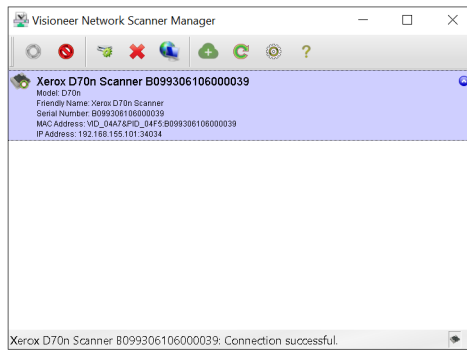 Visioneer Network Scanner Manager
Xerox D70n Scanner B099306106000039
Model: D70n
Friendly Name: Xerox D70n Scanner
Serial Number: B099306106000039
MAC Address: VID_04A7&PID_04F5:B099306106000039
IP Address: 192.168.155.101:34034
Xerox D70n Scanner B099306106000039: Connection successful.